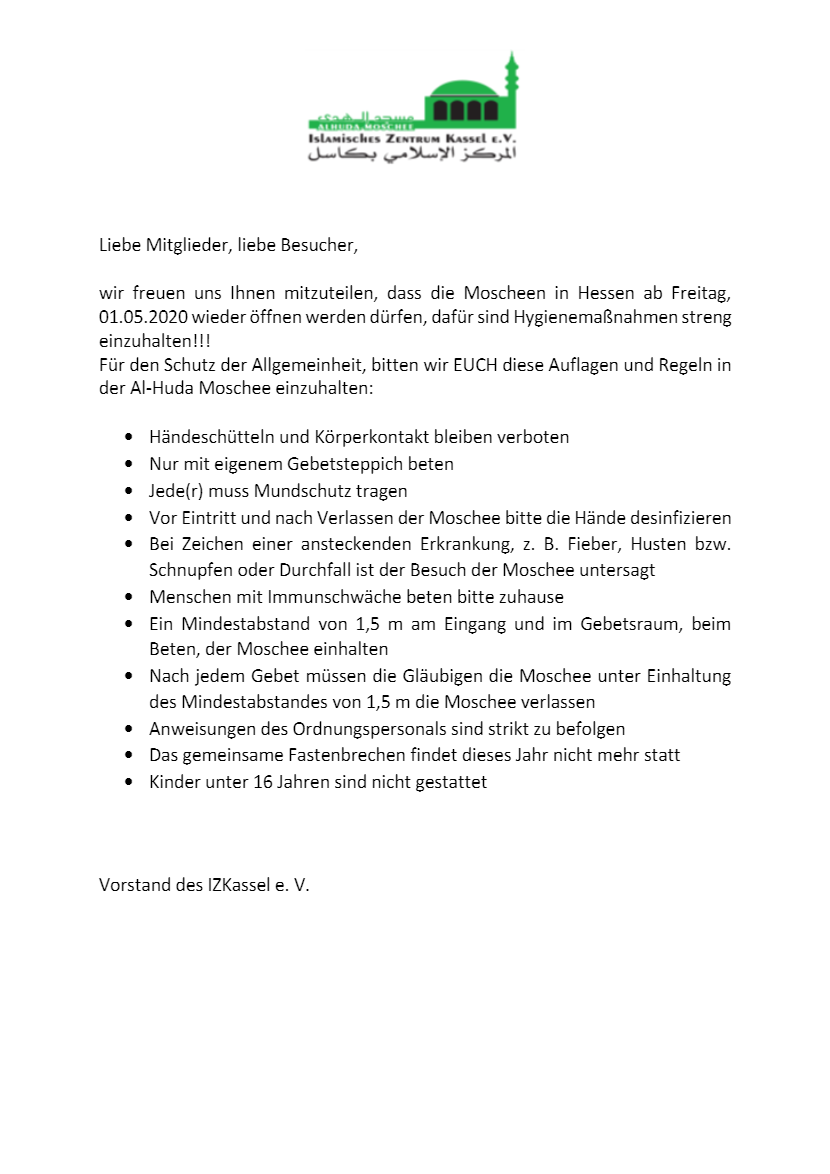 مسجد الهدى
ALHUDA MOSCHEE
Islamisches Zentrum Kassel e.V.
المركز الإسلامي بكاسل
Liebe Mitglieder, liebe Besucher,
wir freuen uns Ihnen mitzuteilen, dass die Moscheen in Hessen ab Freitag,
01.05.2020 wieder öffnen werden dürfen, dafür sind Hygienemaßnahmen streng
einzuhalten!!!
Für den Schutz der Allgemeinheit, bitten wir EUCH diese Auflagen und Regeln in
der Al-Huda Moschee einzuhalten:
• Händeschütteln und Körperkontakt bleiben verboten
• Nur mit eigenem Gebetsteppich beten
• Jede(r) muss Mundschutz tragen
• Vor Eintritt und nach Verlassen der Moschee bitte die Hände desinfizieren
• Bei Zeichen einer ansteckenden Erkrankung, z. B. Fieber, Husten bzw.
Schnupfen oder Durchfall ist der Besuch der Moschee untersagt
• Menschen mit Immunschwäche beten bitte zuhause
• Ein Mindestabstand von 1,5 m am Eingang und im Gebetsraum, beim
Beten, der Moschee einhalten
• Nach jedem Gebet müssen die Gläubigen die Moschee unter Einhaltung
des Mindestabstandes von 1,5 m die Moschee verlassen
• Anweisungen des Ordnungspersonals sind strikt zu befolgen
• Das gemeinsame Fastenbrechen findet dieses Jahr nicht mehr statt
• Kinder unter 16 Jahren sind nicht gestattet
Vorstand des IZKassel e. V.